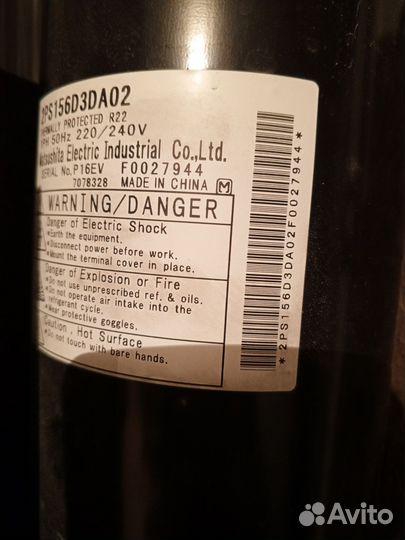 2PS156D3DA02
THERMALLY PROTECTED R22
1PH 50Hz 220/240V
Matsushita Electric Industrial Co.,Ltd.
SERIAL No.P16EV F0027944
7078328 MADE IN CHINA M
WARNING/DANGER
Danger of Electric Shock
*Earth the equipment.
*Disconnect power before work.
*Mount the terminal cover in place.
Danger of Explosion or Fire
*Do not use unprescribed ref. & oils.
*Do not operate air intake into the
refrigerant cycle.
*Wear protective goggles.
Caution, Hot Surface
*Do not touch with bare hands.
*2PS156D3DA02F0027944*
Avito